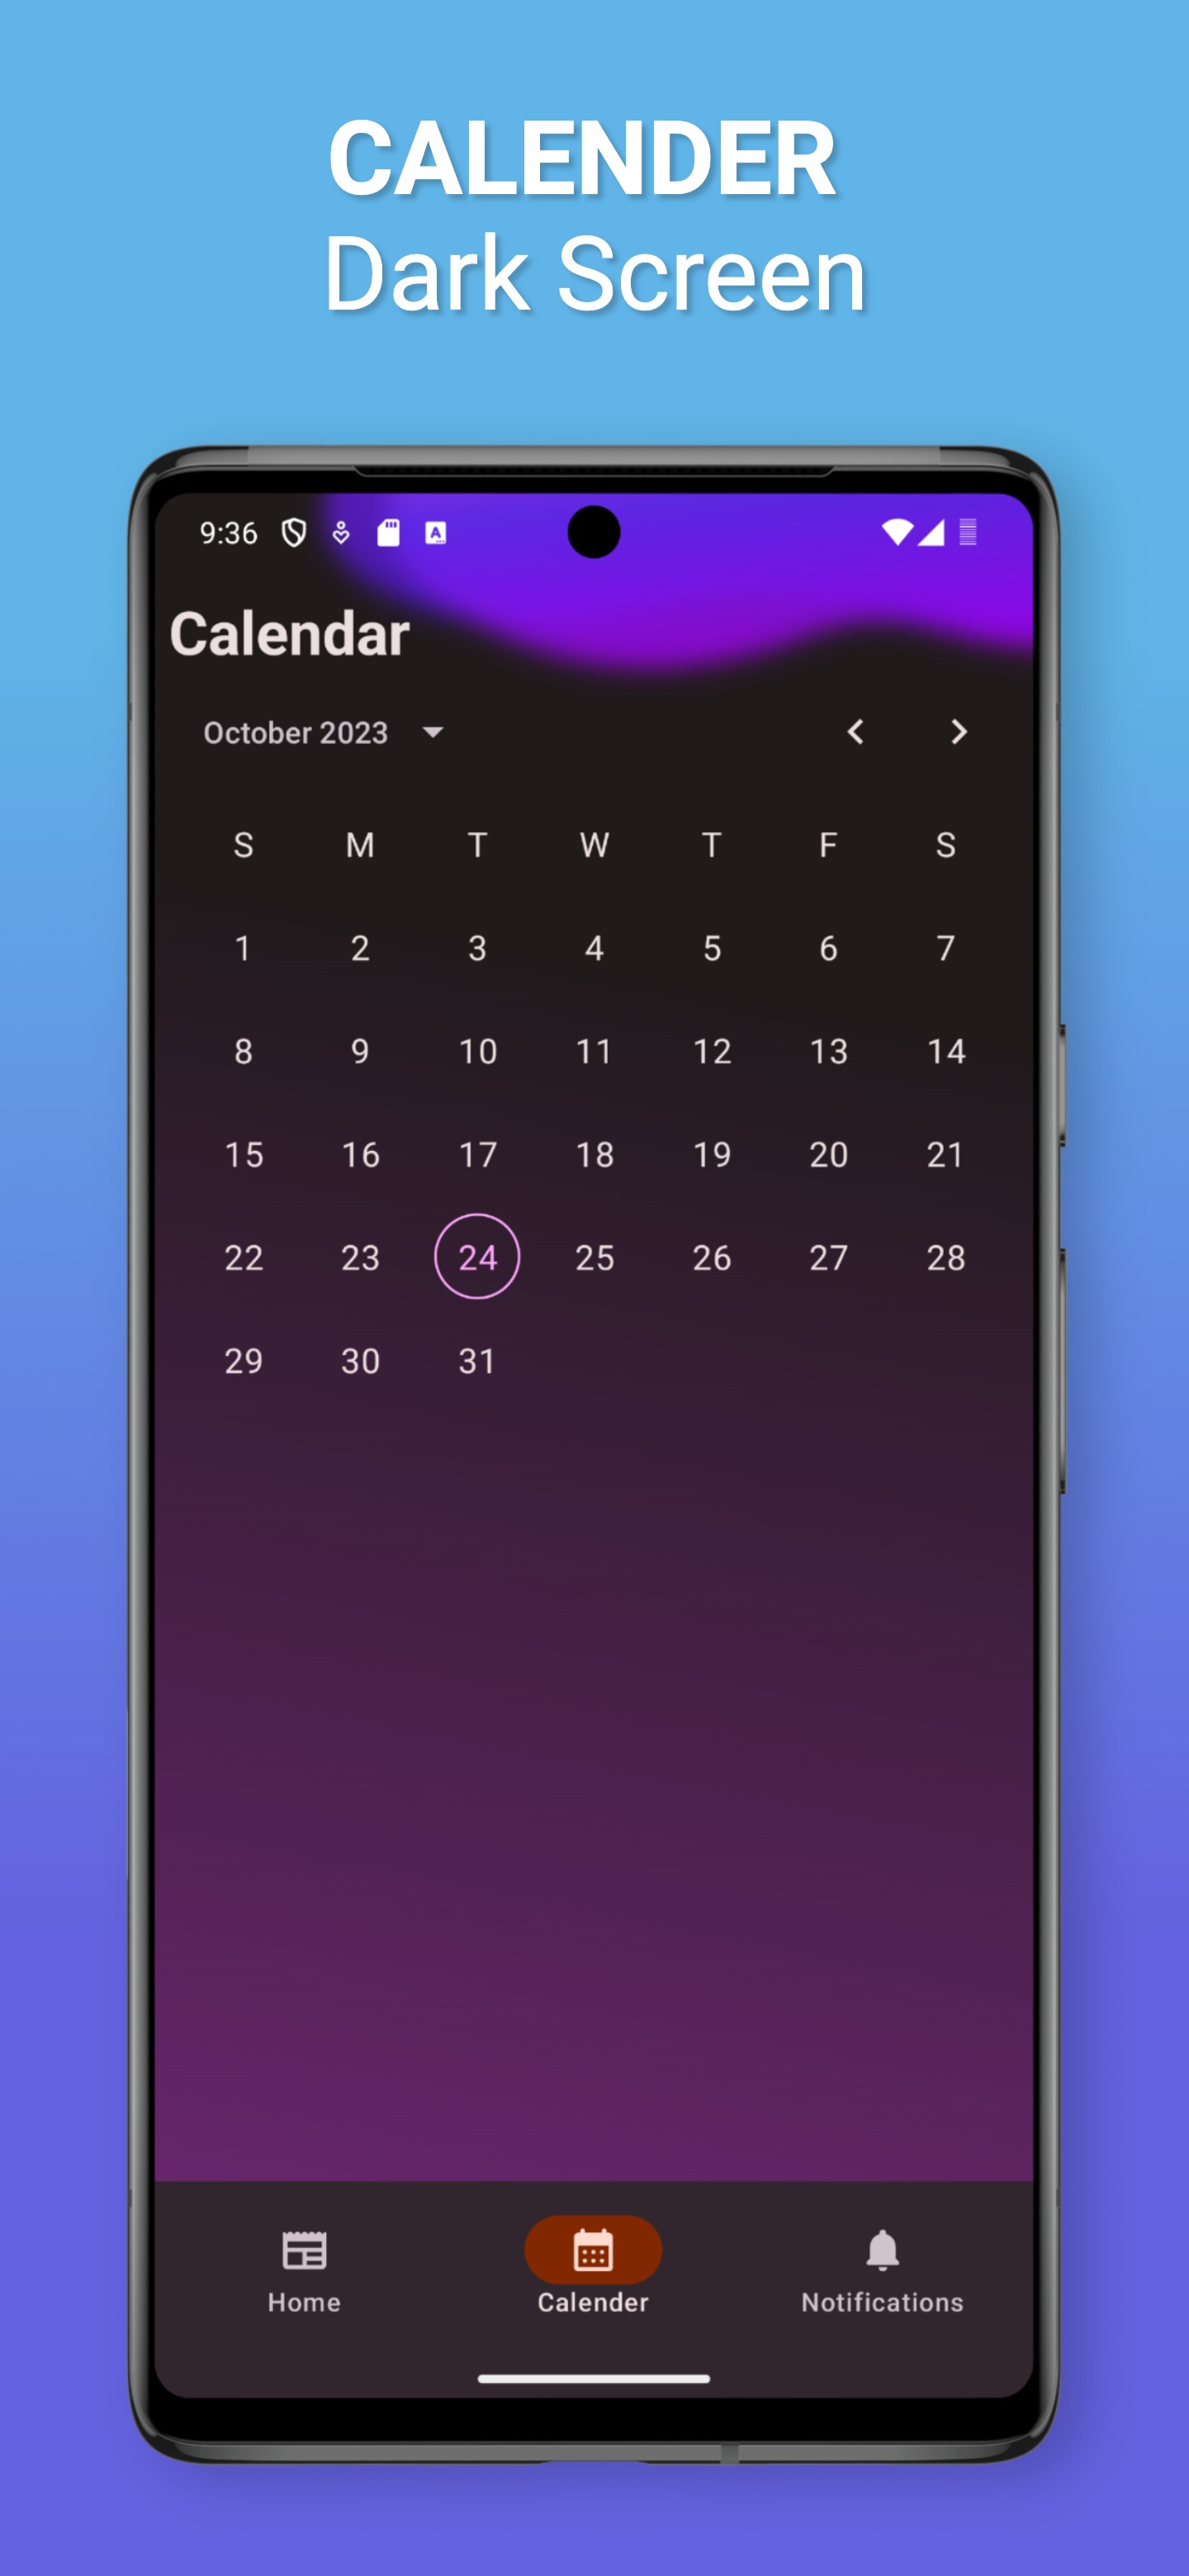 CALENDER
Dark Screen
9:36 A
Calendar
October 2023
S M T W T F S
1 2 3 4 5 6 7
8 9 10 11 12 13 14
15 16 17 18 19 20 21
22 23 24 25 26 27 28
29 30 31
Home Calender Notifications